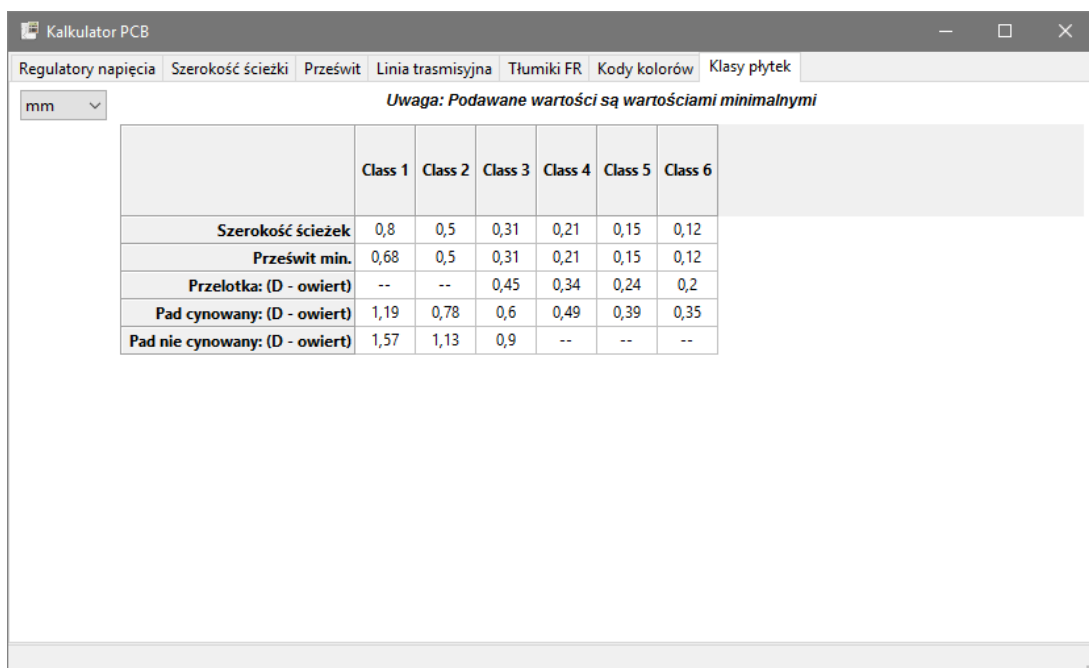 Kalkulator PCB
Regulatory napięcia Szerokość ścieżki Prześwit Linia trasmisyjna Tłumiki FR Kody kolorów Klasy płytek
mm Uwaga: Podawane wartości są wartościami minimalnymi
Class 1 Class 2 Class 3 Class 4 Class 5 Class 6
Szerokość ścieżek 0,8 0,5 0,31 0,21 0,15 0,12
Prześwit min. 0,68 0,5 0,31 0,21 0,15 0,12
Przelotka: (D - owiert) -- -- 0,45 0,34 0,24 0,2
Pad cynowany: (D - owiert) 1,19 0,78 0,6 0,49 0,39 0,35
Pad nie cynowany: (D - owiert) 1,57 1,13 0,9 -- -- --